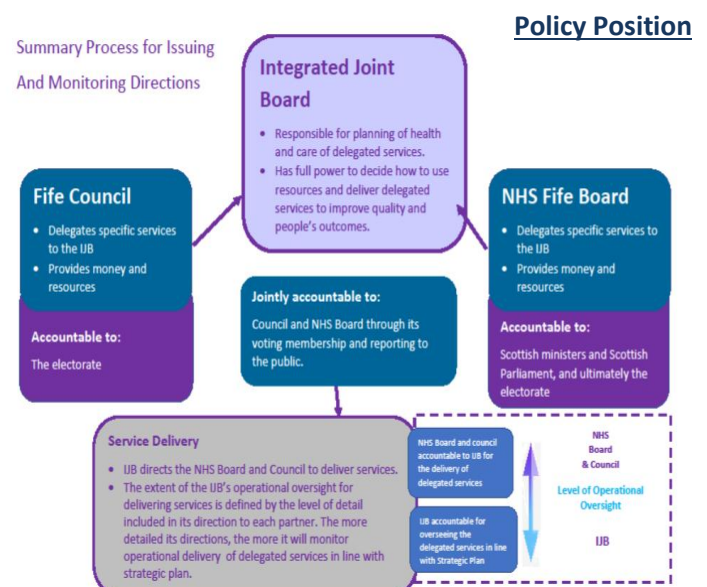 Policy Position
Summary Process for Issuing
And Monitoring Directions
Integrated Joint
Board
• Responsible for planning of health
and care of delegated services.
• Has full power to decide how to use
resources and deliver delegated
services to improve quality and
people's outcomes.
Fife Council
• Delegates specific services
to the IJB
• Provides money and
resources
Accountable to:
The electorate
Jointly accountable to:
Council and NHS Board through its
voting membership and reporting to
the public.
NHS Fife Board
• Delegates specific services to
the IJB
• Provides money and
resources
Accountable to:
Scottish ministers and Scottish
Parliament, and ultimately the
electorate
Service Delivery
• IJB directs the NHS Board and Council to deliver services.
• The extent of the IJB's operational oversight for
delivering services is defined by the level of detail
included in its direction to each partner. The more
detailed its directions, the more it will monitor
operational delivery of delegated services in line with
strategic plan.
NHS Board and council
accountable to IJB for
the delivery of
delegated services
IJB accountable for
overseeing the
delegated services in line
with Strategic Plan
NHS
Board
& Council
Level of Operational
Oversight
IJB